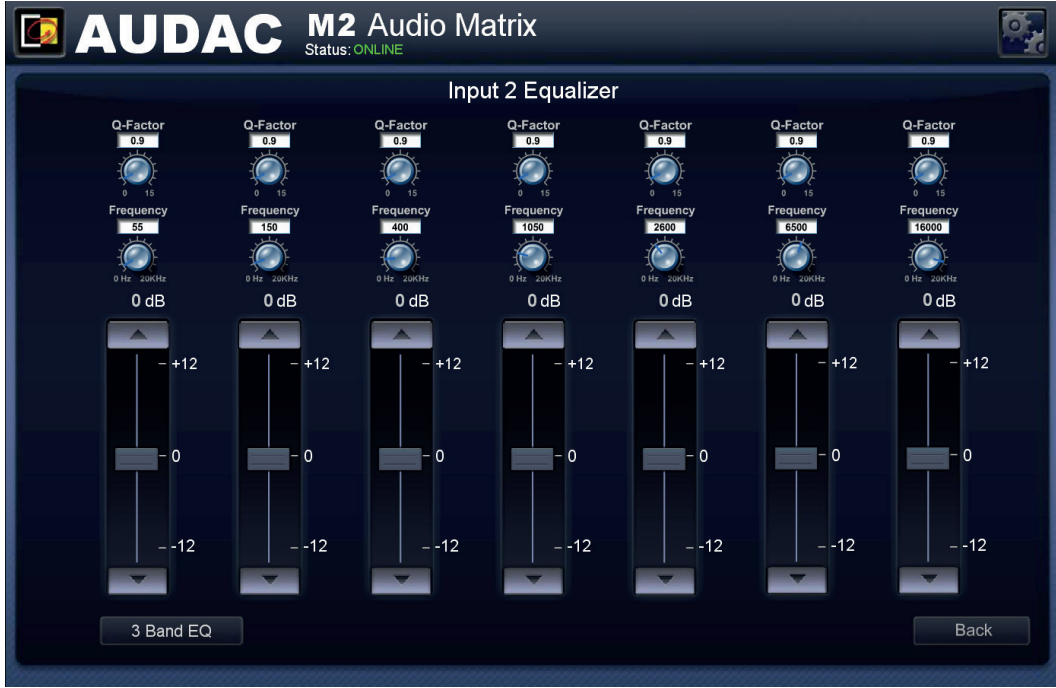 AUDAC M2 Audio Matrix
Status: ONLINE
Input 2 Equalizer
Q-Factor Q-Factor Q-Factor Q-Factor Q-Factor Q-Factor Q-Factor
0.9 0.9 0.9 0.9 0.9 0.9 0.9
0 15 0 15 0 15 0 15 0 15 0 15 0 15
Frequency Frequency Frequency Frequency Frequency Frequency Frequency
55 150 400 1050 2600 6500 16000
0 Hz 20KHz 0 Hz 20KHz 0 Hz 20KHz 0 Hz 20KHz 0 Hz 20KHz 0 Hz 20KHz 0 Hz 20KHz
0 dB 0 dB 0 dB 0 dB 0 dB 0 dB 0 dB
+12 +12 +12 +12 +12 +12 +12
0 0 0 0 0 0 0
-12 -12 -12 -12 -12 -12 -12
3 Band EQ Back